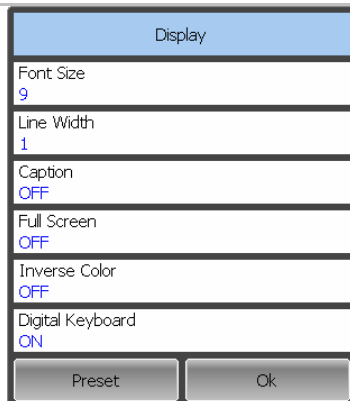 Display
Font Size
9
Line Width
1
Caption
OFF
Full Screen
OFF
Inverse Color
OFF
Digital Keyboard
ON
Preset
Ok